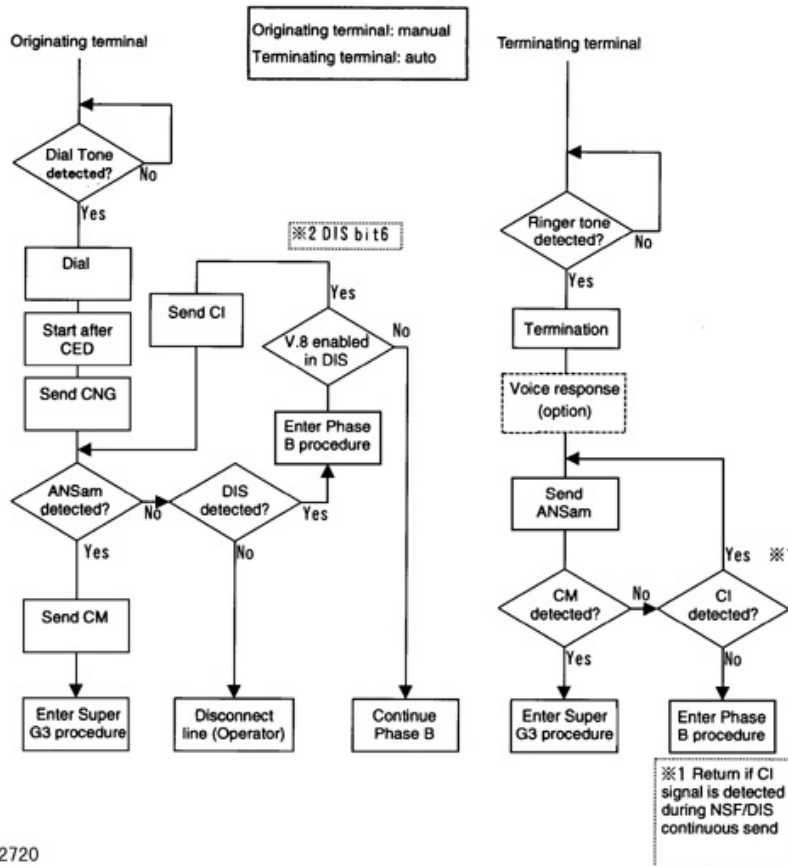 Originating terminal
Originating terminal: manual
Terminating terminal: auto
Terminating terminal
Dial Tone
detected?
No
Yes
Dial
Start after
CED
Send CNG
ANSam
detected?
No
Yes
Send CM
Enter Super
G3 procedure
Send CI
DIS
detected?
Yes
No
Disconnect
line (Operator)
※2 DIS bit6
Yes
No
V.8 enabled
in DIS
Enter Phase
B procedure
Continue
Phase B
Ringer tone
detected?
No
Yes
Termination
Voice response
(option)
Send
ANSam
CM
detected?
No
Yes
Enter Super
G3 procedure
Yes ※
CI
detected?
No
Enter Phase
B procedure
※1 Return if CI
signal is detected
during NSF/DIS
continuous send
2720